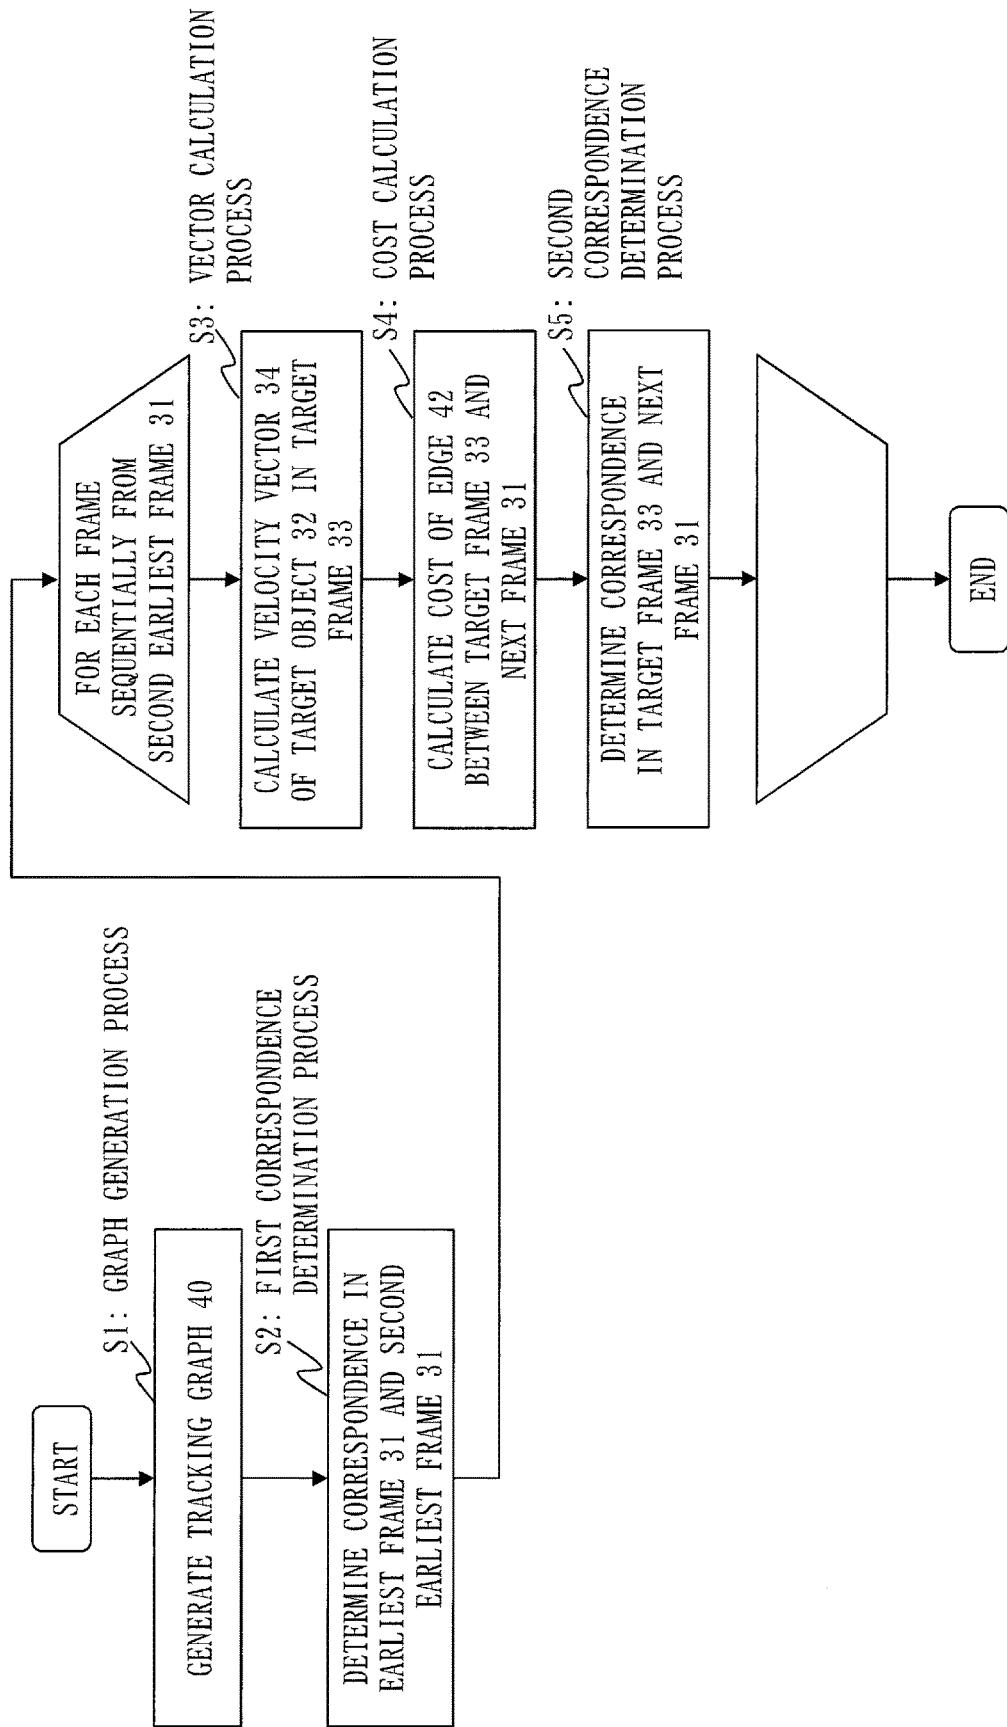 START
S1: GRAPH GENERATION PROCESS
GENERATE TRACKING GRAPH 40
S2: FIRST CORRESPONDENCE
DETERMINATION PROCESS
DETERMINE CORRESPONDENCE IN
EARLIEST FRAME 31 AND SECOND
EARLIEST FRAME 31
FOR EACH FRAME
SEQUENTIALLY FROM
SECOND EARLIEST FRAME 31
S3: VECTOR CALCULATION
PROCESS
CALCULATE VELOCITY VECTOR 34
OF TARGET OBJECT 32 IN TARGET
FRAME 33
S4: COST CALCULATION
PROCESS
CALCULATE COST OF EDGE 42
BETWEEN TARGET FRAME 33 AND
NEXT FRAME 31
S5: SECOND
CORRESPONDENCE
DETERMINATION
PROCESS
DETERMINE CORRESPONDENCE
IN TARGET FRAME 33 AND NEXT
FRAME 31
END